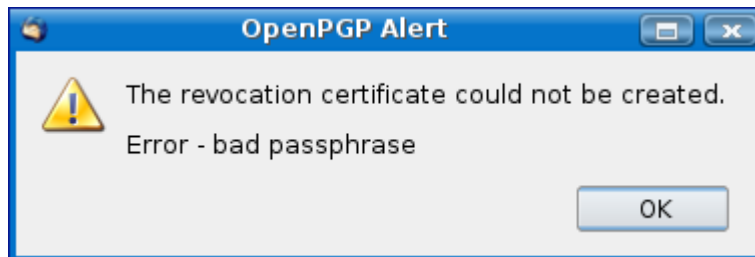 OpenPGP Alert
The revocation certificate could not be created.
Error - bad passphrase
OK